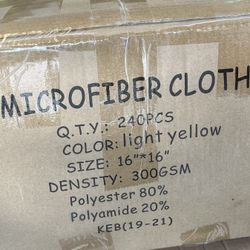 MICROFIBER CLOTH
Q.T.Y.: 240PCS
COLOR: light yellow
SIZE: 16"*16"
DENSITY: 300GSM
Polyester 80%
Polyamide 20%
KEB(19-21)